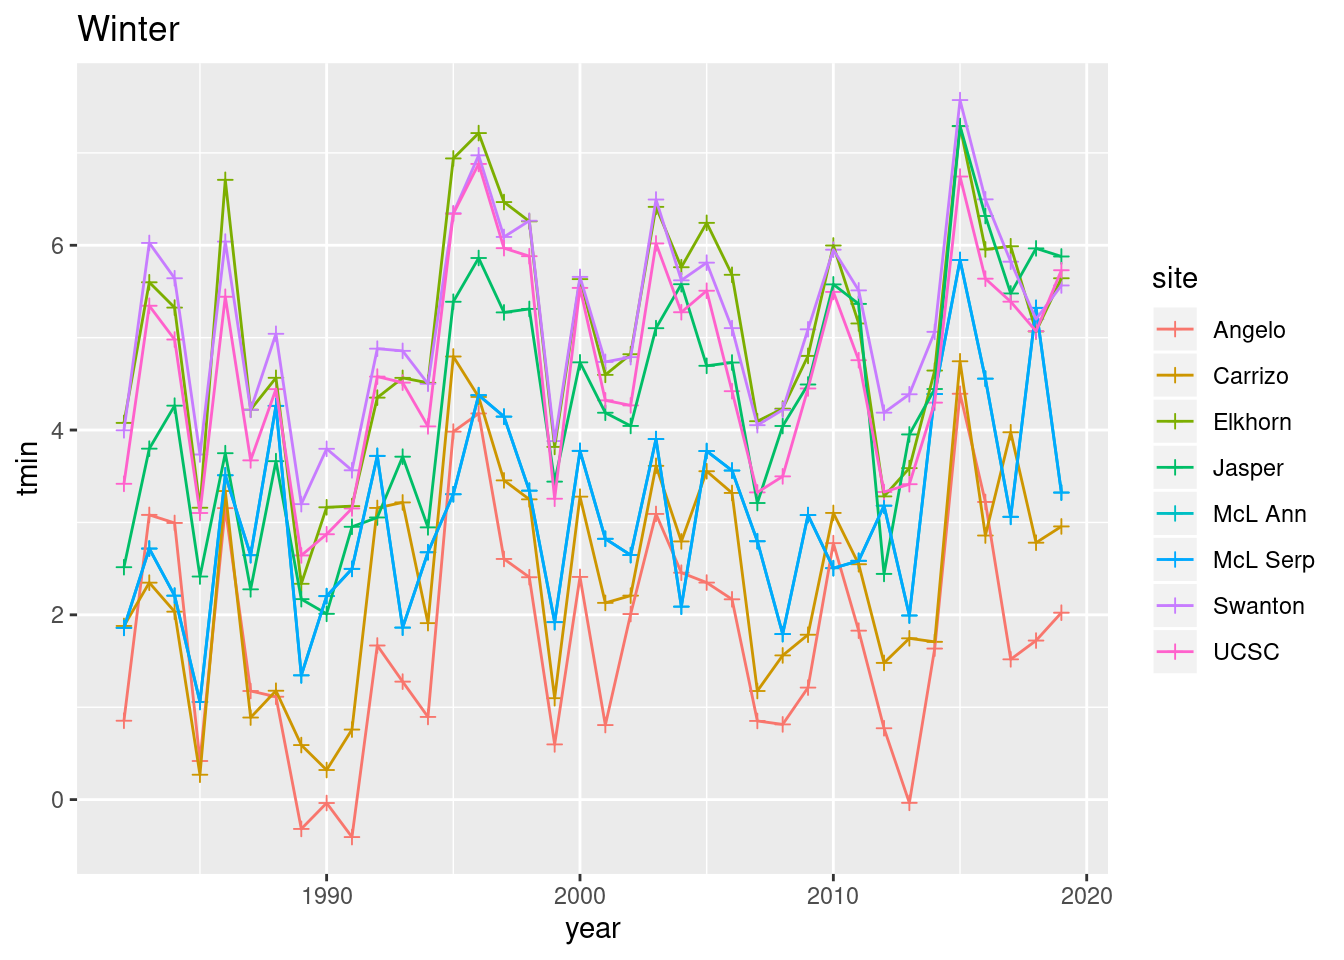 Winter
tmin
6
4
2
0
1990 2000 2010 2020
year
site
Angelo
Carrizo
Elkhorn
Jasper
McL Ann
McL Serp
Swanton
UCSC